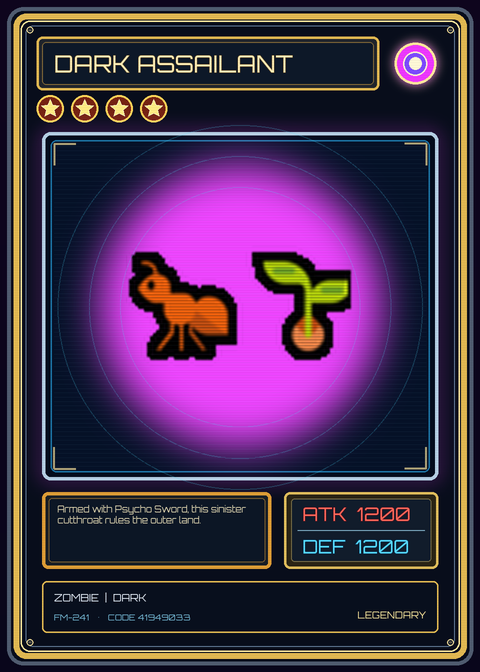 DARK ASSAILANT
Armed with Psycho Sword, this sinister
cutthroat rules the outer land.
ATK 1200
DEF 1200
ZOMBIE | DARK
FM-241 · CODE 41949033
LEGENDARY